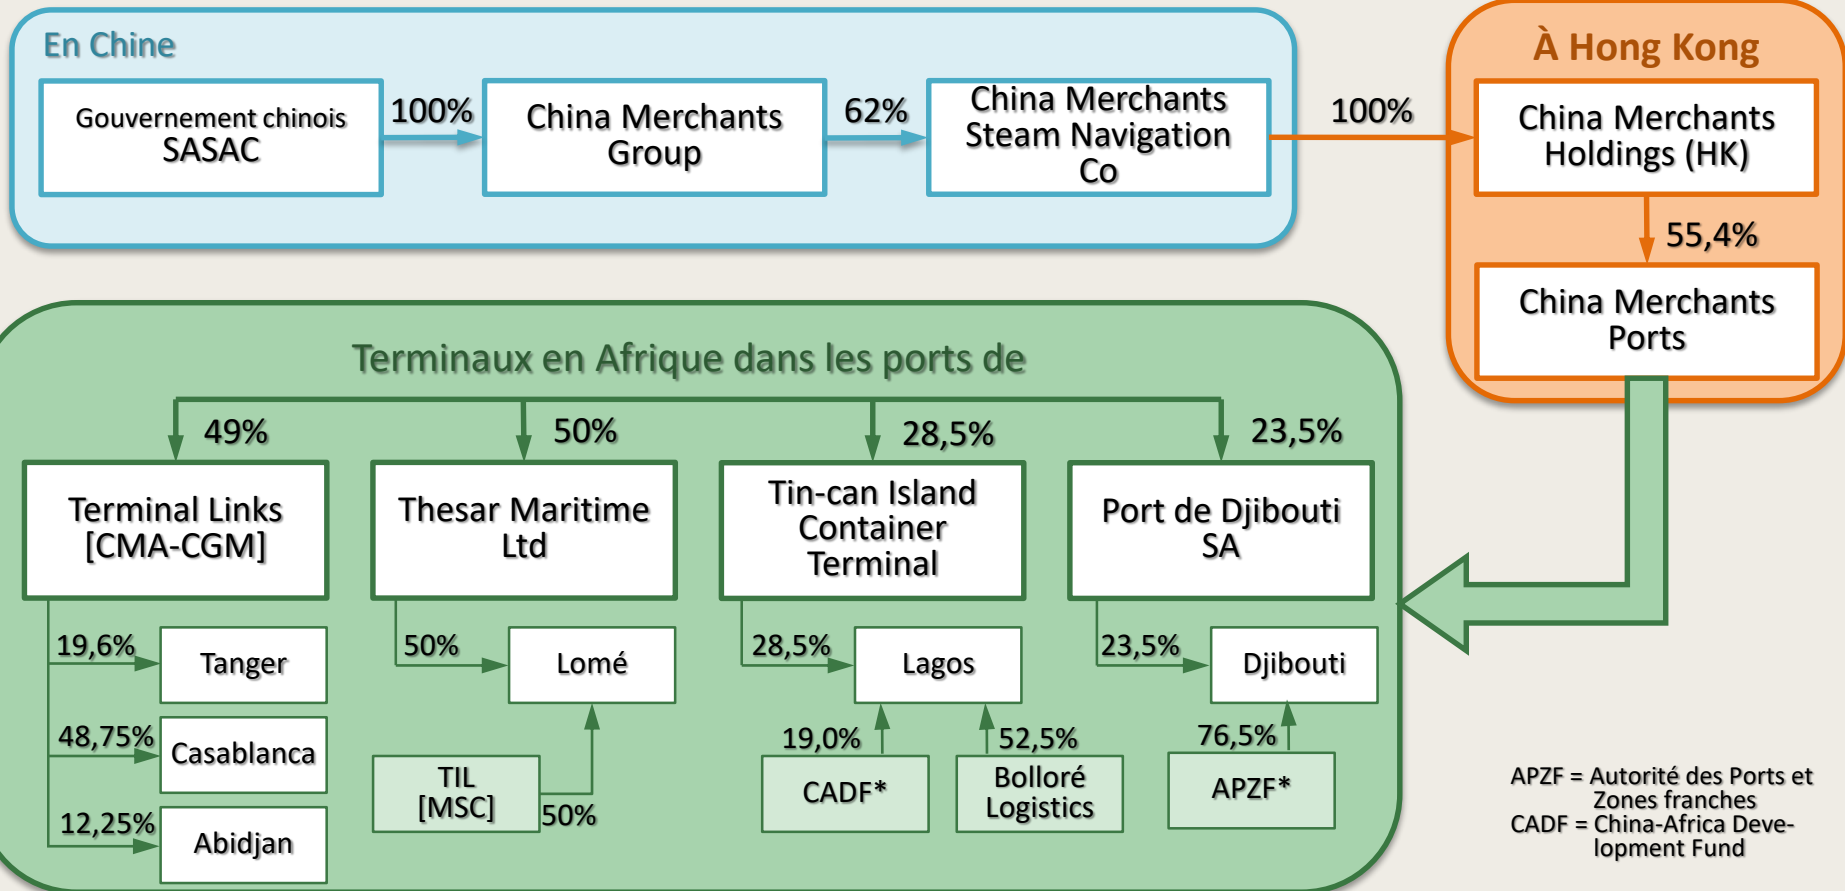 En Chine
Gouvernement chinois
SASAC
100%
China Merchants
Group
62%
China Merchants
Steam Navigation
Co
100%
À Hong Kong
China Merchants
Holdings (HK)
55,4%
China Merchants
Ports
Terminaux en Afrique dans les ports de
49%
50%
28,5%
23,5%
Terminal Links
[CMA-CGM]
Thesar Maritime
Ltd
Tin-can Island
Container
Terminal
Port de Djibouti
SA
19,6%
Tanger
48,75%
Casablanca
12,25%
Abidjan
50%
Lomé
TIL
[MSC]
50%
28,5%
Lagos
19,0%
CADF*
52,5%
Bolloré
Logistics
23,5%
Djibouti
76,5%
APZF*
APZF = Autorité des Ports et
Zones franches
CADF = China-Africa Deve-
lopment Fund